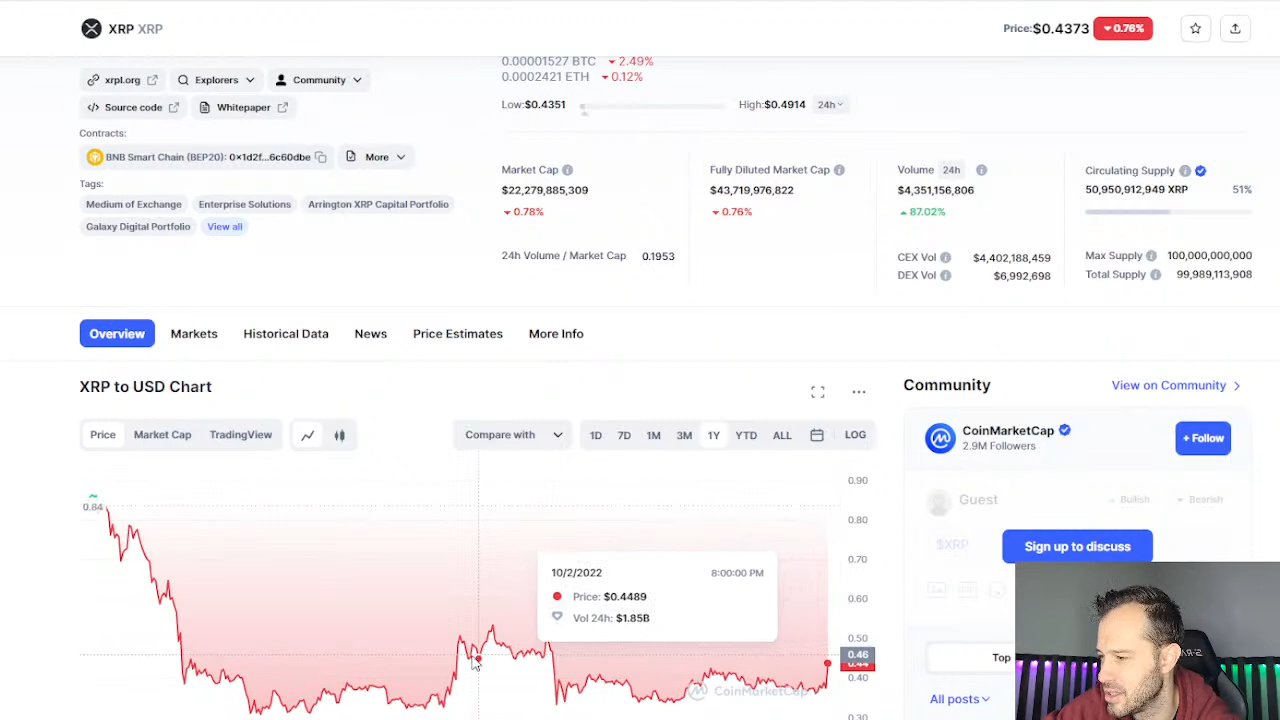 XRP XRP
Price:$0.4373 0.76%
0.00001527 BTC 2.49%
0.0002421 ETH 0.12%
Low:$0.4351 High:$0.4914 24h
xrpl.org Explorers Community
Source code Whitepaper
Contracts:
BNB Smart Chain (BEP20): 0x1d2f...6c60dbe More
Tags:
Medium of Exchange Enterprise Solutions Arrington XRP Capital Portfolio
Galaxy Digital Portfolio View all
Market Cap
$22,279,885,309
0.78%
24h Volume / Market Cap 0.1953
Fully Diluted Market Cap
$43,719,976,822
0.76%
Volume 24h
$4,351,156,806
87.02%
CEX Vol $4,402,188,459
DEX Vol $6,992,698
Circulating Supply
50,950,912,949 XRP 51%
Max Supply 100,000,000,000
Total Supply 99,989,113,908
Overview Markets Historical Data News Price Estimates More Info
XRP to USD Chart
Price Market Cap TradingView
Compare with 1D 7D 1M 3M 1Y YTD ALL LOG
0.84
0.90
0.80
0.70
0.60
0.50
0.46
0.44
0.40
0.30
10/2/2022 8:00:00 PM
Price: $0.4489
Vol 24h: $1.85B
CoinMarketCap
Community View on Community
CoinMarketCap
2.9M Followers
+ Follow
Guest Bullish Bearish
$XRP
Sign up to discuss
Top
All posts